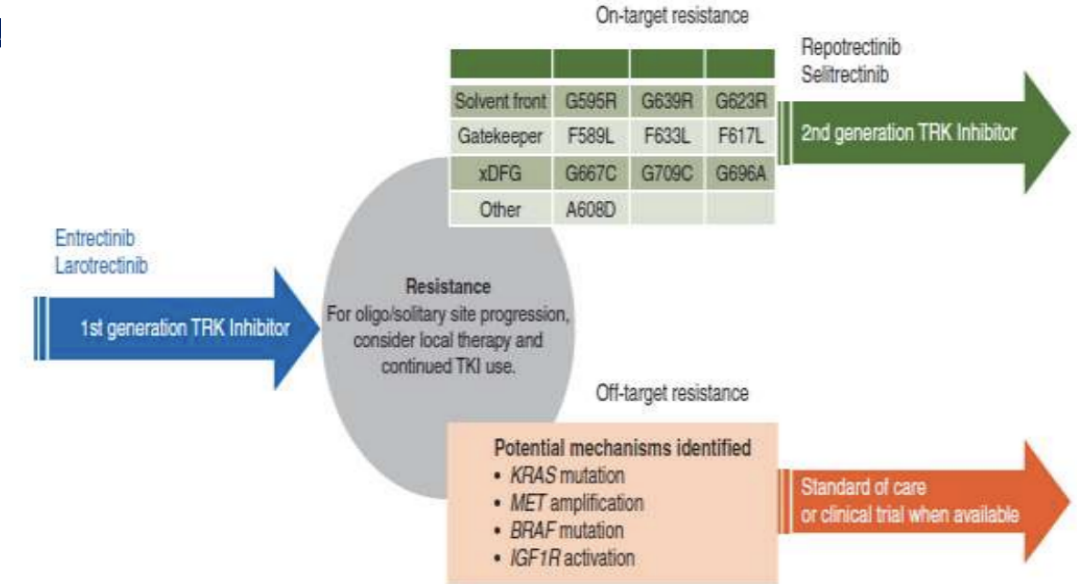 On-target resistance
Repotrectinib
Selitrectinib
Solvent front G595R G639R G623R
Gatekeeper F589L F633L F617L
xDFG G667C G709C G696A
Other A608D
2nd generation TRK Inhibitor
Entrectinib
Larotrectinib
1st generation TRK Inhibitor
Resistance
For oligo/solitary site progression,
consider local therapy and
continued TKI use.
Off-target resistance
Potential mechanisms identified
• KRAS mutation
• MET amplification
• BRAF mutation
• IGF1R activation
Standard of care
or clinical trial when available